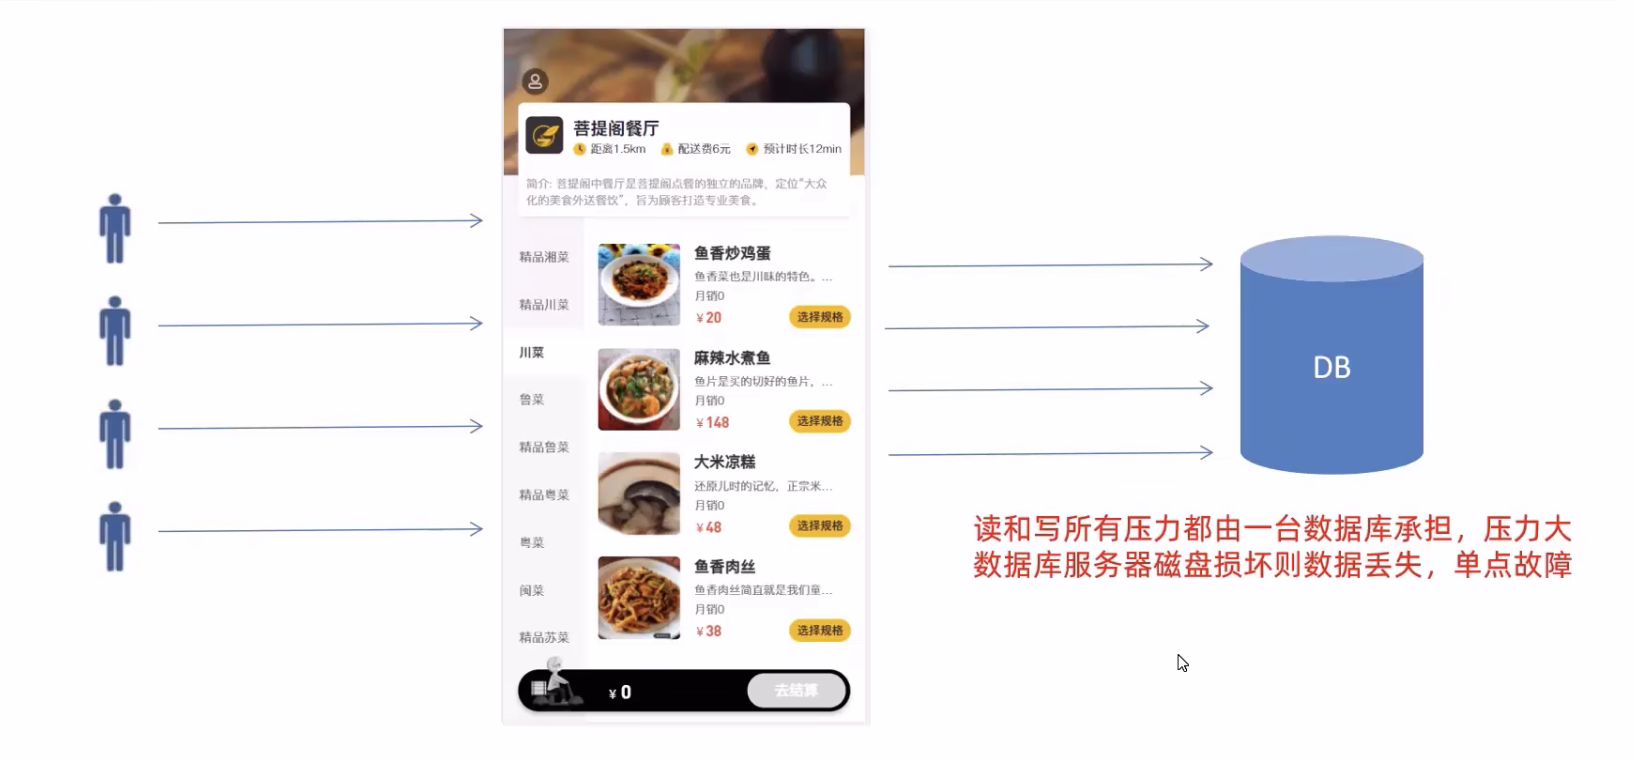 菩提阁餐厅
距离1.5km 配送费6元 预计时长12min
简介: 菩提阁中餐厅是菩提阁点餐的独立的品牌，定位“大众
化的美食外送餐饮”，旨为顾客打造专业美食。
精品湘菜
精品川菜
川菜
鲁菜
精品鲁菜
精品粤菜
粤菜
闽菜
精品苏菜
鱼香炒鸡蛋
鱼香菜也是川味的特色。...
月销0
¥20 选择规格
麻辣水煮鱼
鱼片是买的切好的鱼片，...
月销0
¥148 选择规格
大米凉糕
还原儿时的记忆，正宗米...
月销0
¥48 选择规格
鱼香肉丝
鱼香肉丝简直就是我们童...
月销0
¥38 选择规格
¥0 去结算
DB
读和写所有压力都由一台数据库承担，压力大
数据库服务器磁盘损坏则数据丢失，单点故障